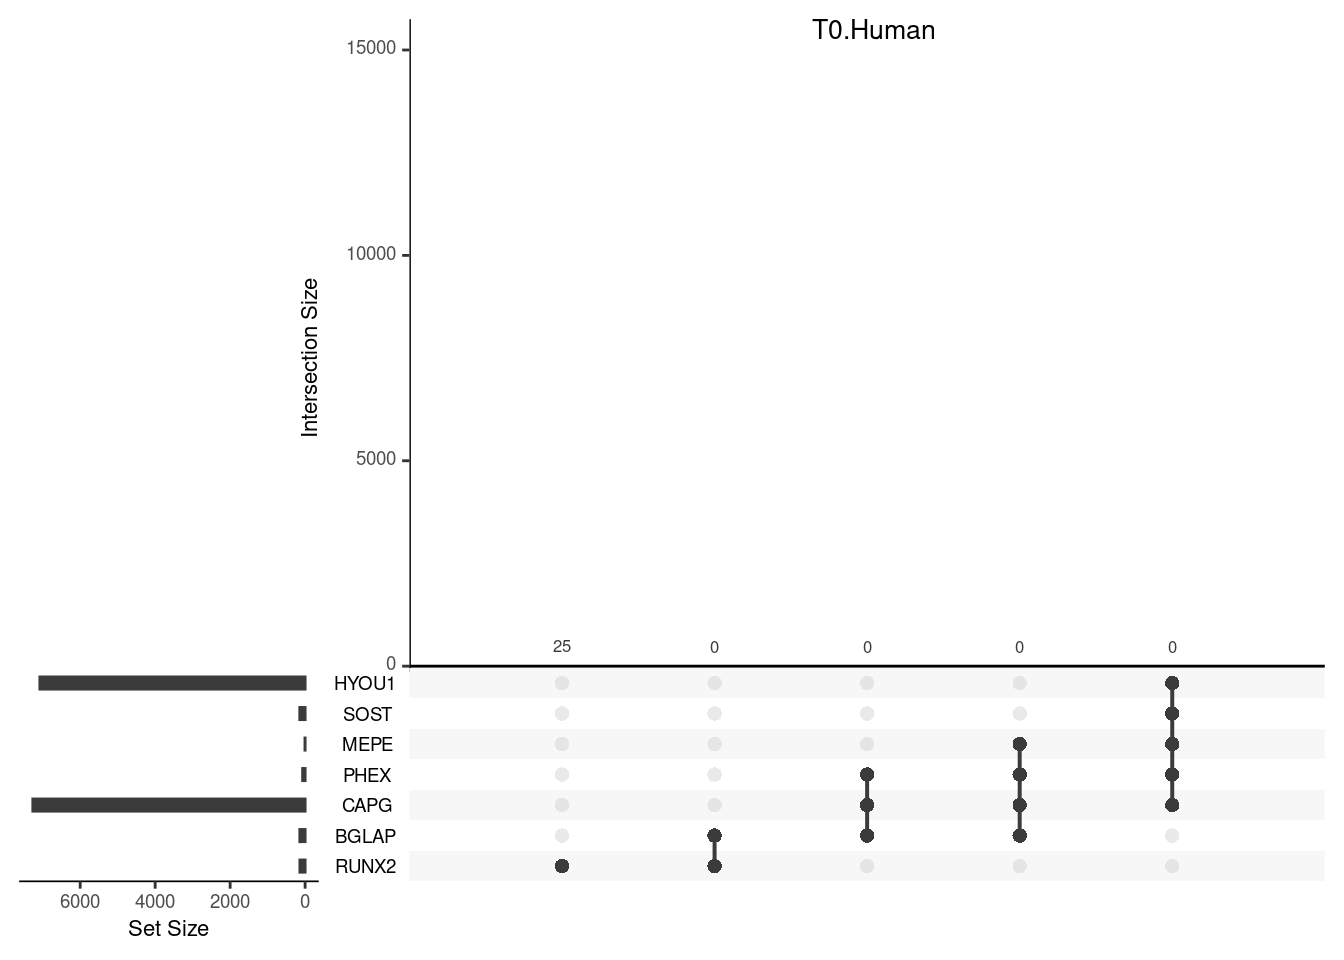 T0.Human
15000
10000
5000
0
Intersection Size
25 0 0 0 0
HYOU1
SOST
MEPE
PHEX
CAPG
BGLAP
RUNX2
6000 4000 2000 0
Set Size